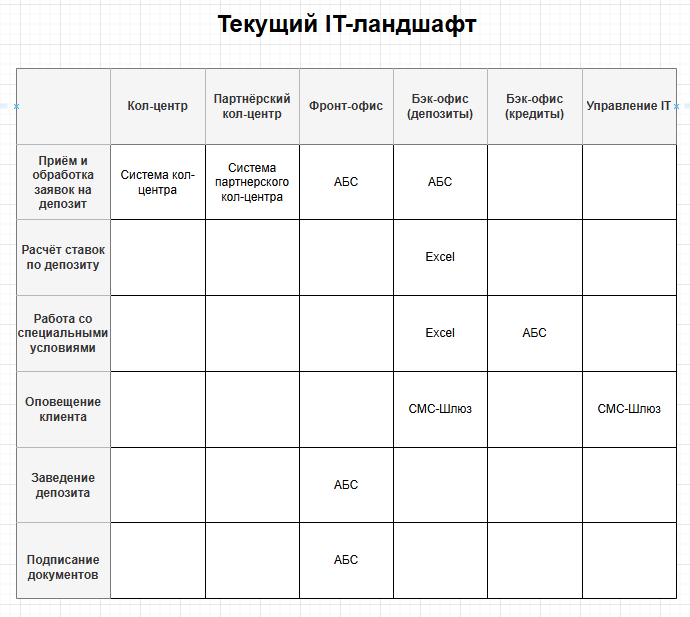 Текущий IT-ландшафт
Кол-центр
Партнёрский
кол-центр
Фронт-офис
Бэк-офис
(депозиты)
Бэк-офис
(кредиты)
Управление IT
Приём и
обработка
заявок на
депозит
Система кол-
центра
Система
партнерского
кол-центра
АБС
АБС
Расчёт ставок
по депозиту
Excel
Работа со
специальными
условиями
Excel
АБС
Оповещение
клиента
СМС-Шлюз
СМС-Шлюз
Заведение
депозита
АБС
Подписание
документов
АБС